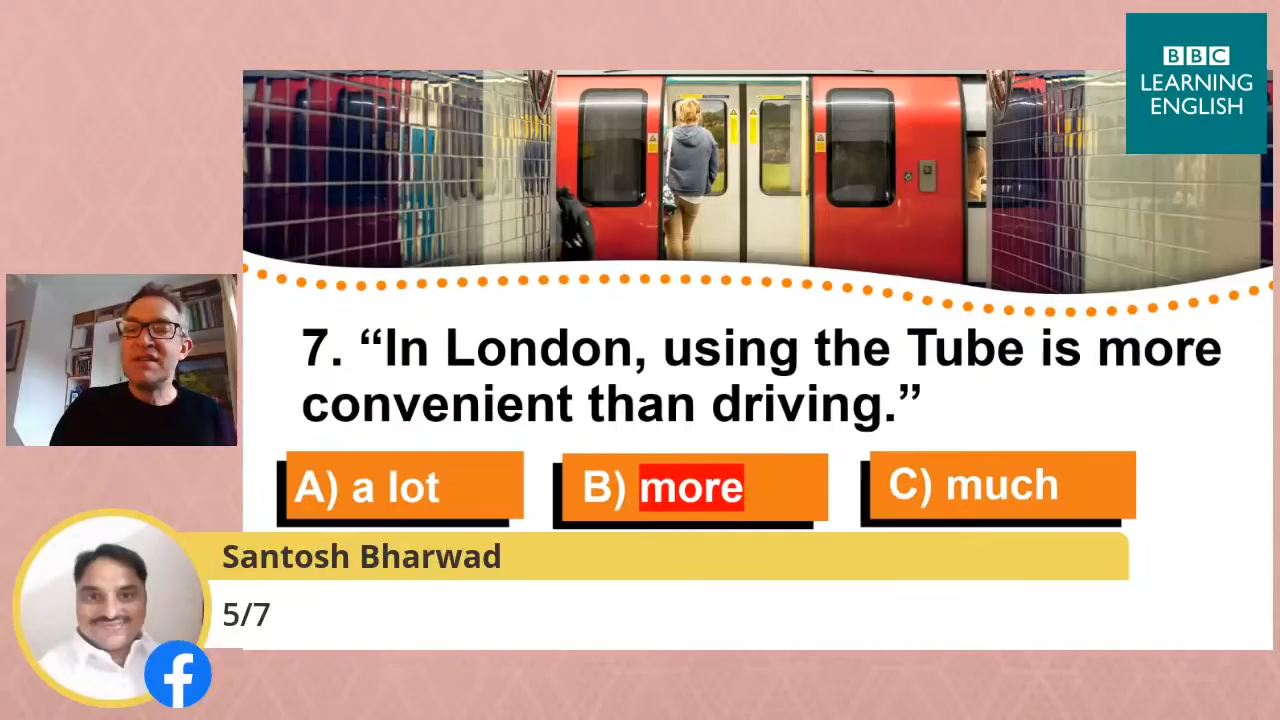 BBC
LEARNING
ENGLISH
7. “In London, using the Tube is more
convenient than driving.”
A) a lot
B) more
C) much
Santosh Bharwad
5/7